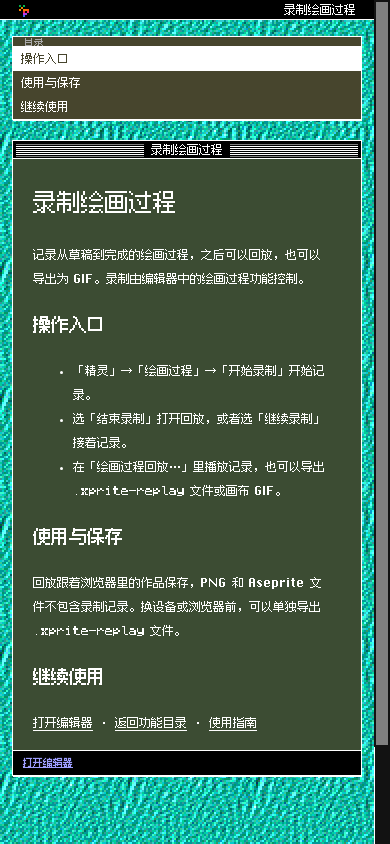 录制绘画过程
目录
操作入口
使用与保存
继续使用
录制绘画过程
录制绘画过程
记录从草稿到完成的绘画过程，之后可以回放，也可以
导出为 GIF。录制由编辑器中的绘画过程功能控制。
操作入口
• 「精灵」→「绘画过程」→「开始录制」开始记
录。
• 选「结束录制」打开回放，或者选「继续录制」
接着记录。
• 在「绘画过程回放…」里播放记录，也可以导出
.xprite-replay 文件或画布 GIF。
使用与保存
回放跟着浏览器里的作品保存，PNG 和 Aseprite 文
件不包含录制记录。换设备或浏览器前，可以单独导出
.xprite-replay 文件。
继续使用
打开编辑器 · 返回功能目录 · 使用指南
打开编辑器